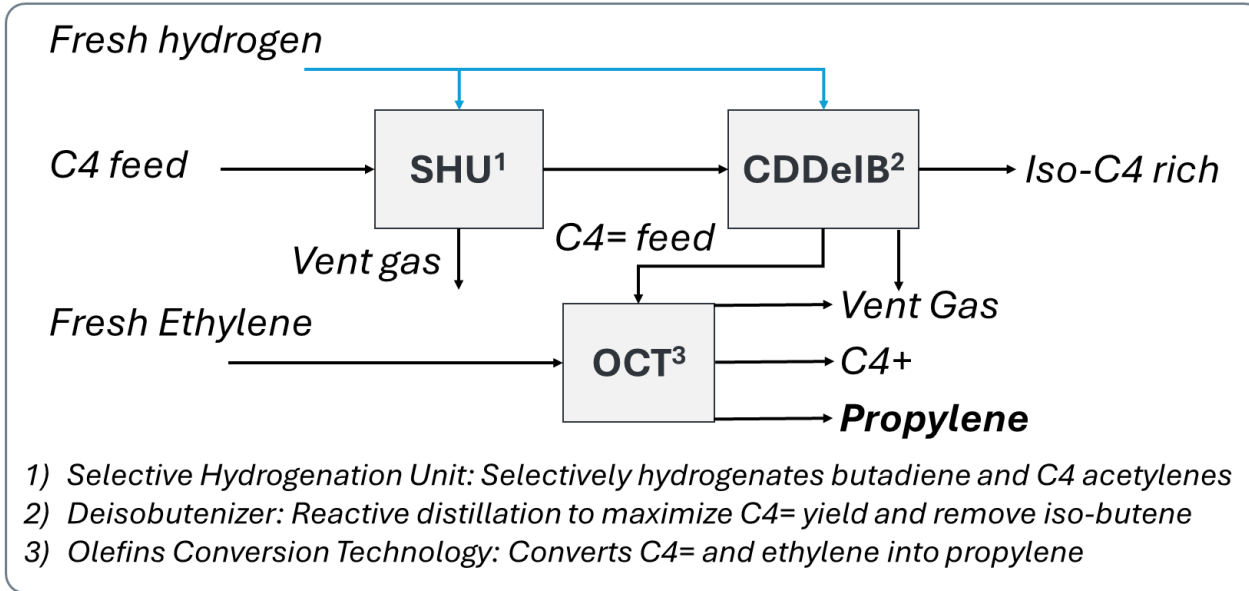 Fresh hydrogen
C4 feed
SHU¹
CDDeIB²
Iso-C4 rich
Vent gas
C4= feed
Fresh Ethylene
OCT³
Vent Gas
C4+
Propylene
1) Selective Hydrogenation Unit: Selectively hydrogenates butadiene and C4 acetylenes
2) Deisobutenizer: Reactive distillation to maximize C4= yield and remove iso-butene
3) Olefins Conversion Technology: Converts C4= and ethylene into propylene